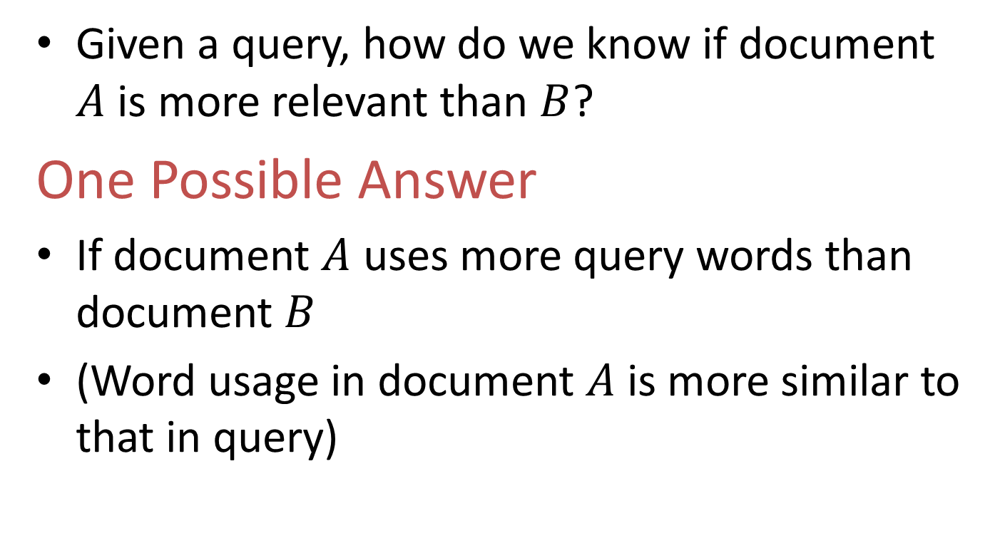 • Given a query, how do we know if document
A is more relevant than B?
One Possible Answer
• If document A uses more query words than
document B
• (Word usage in document A is more similar to
that in query)